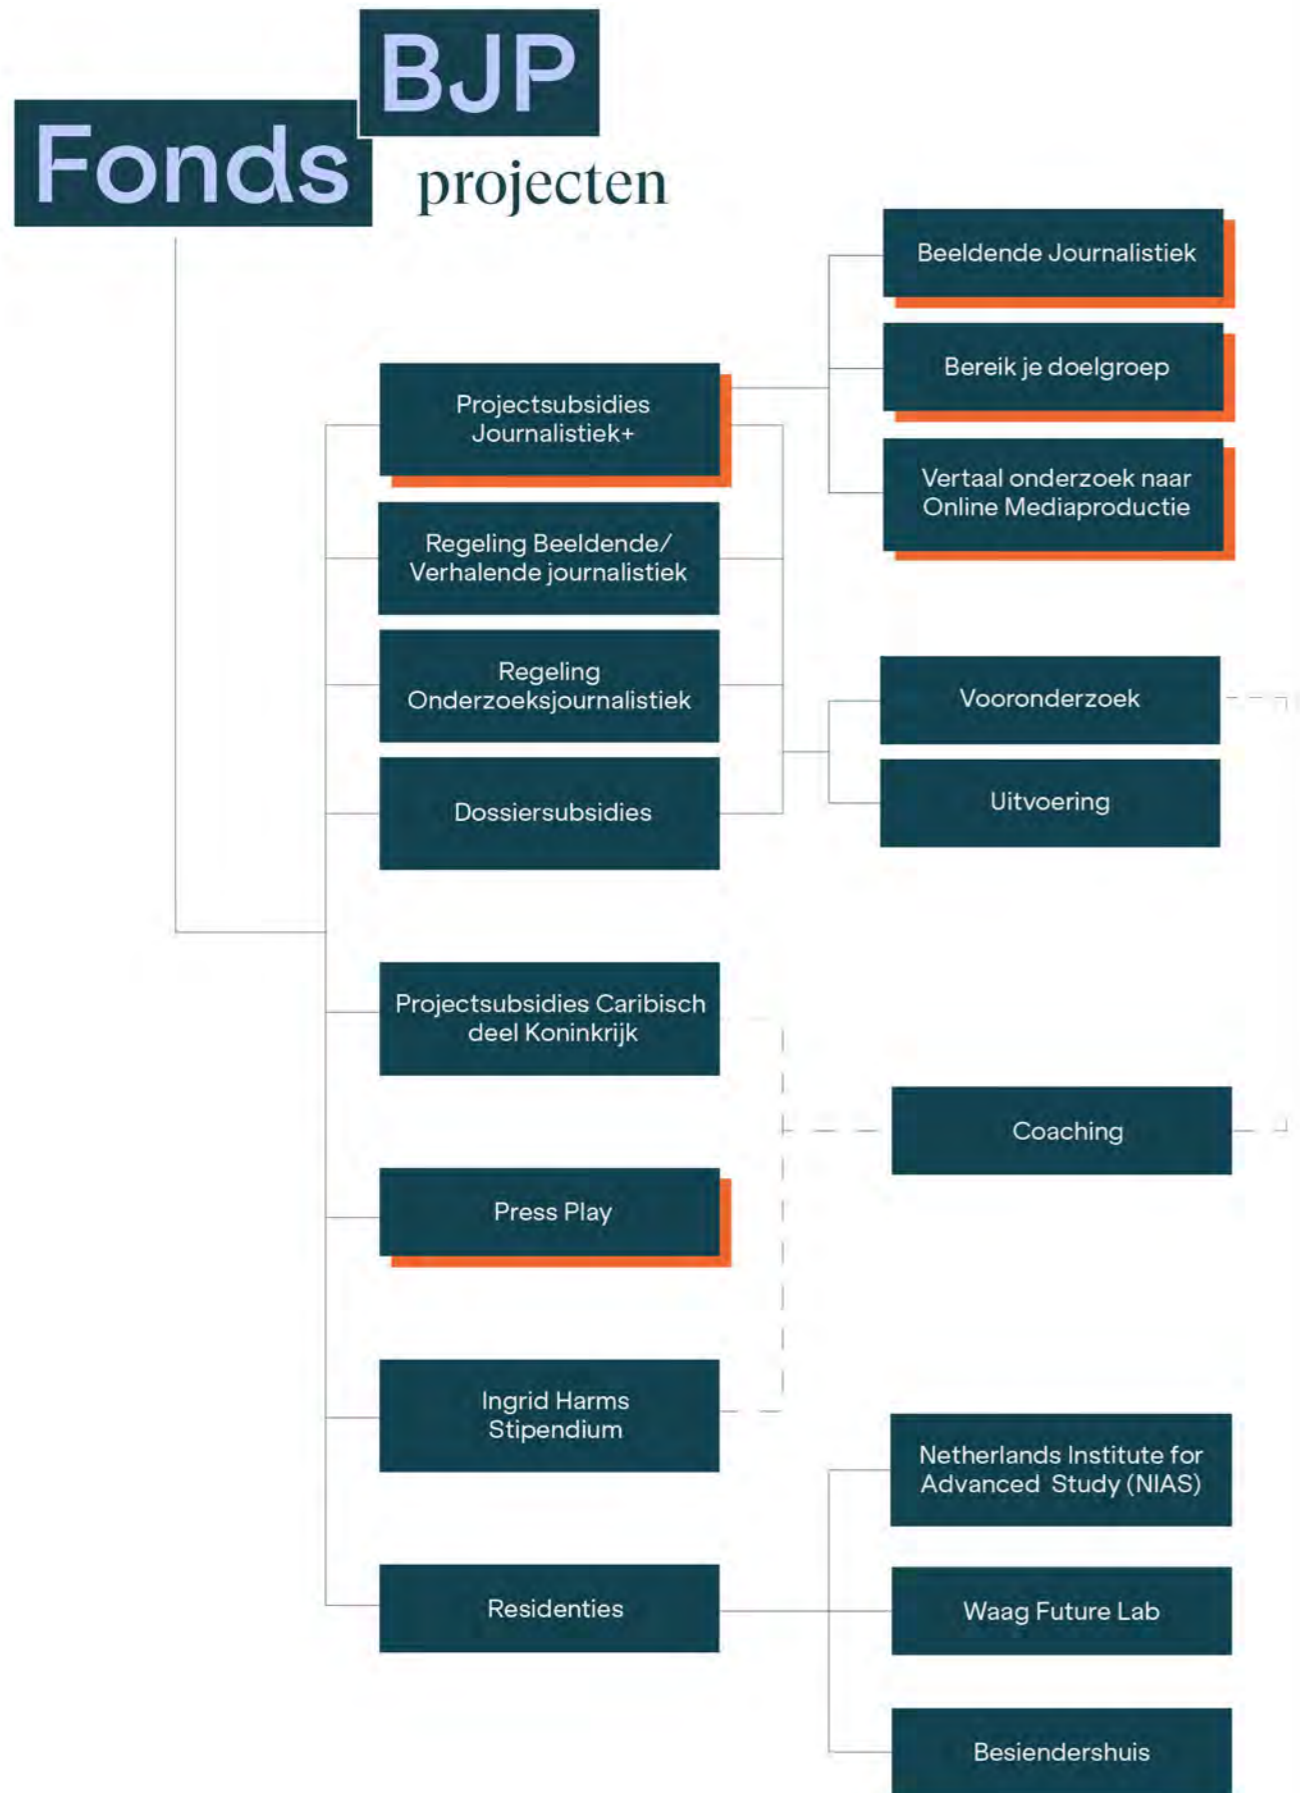 Fonds BJP
projecten
Projectsubsidies
Journalistiek+
Regeling Beeldende/
Verhalende journalistiek
Regeling
Onderzoeksjournalistiek
Dossiersubsidies
Projectsubsidies Caribisch
deel Koninkrijk
Press Play
Ingrid Harms
Stipendium
Residenties
Beeldende Journalistiek
Bereik je doelgroep
Vertaal onderzoek naar
Online Mediaproductie
Vooronderzoek
Uitvoering
Coaching
Netherlands Institute for
Advanced Study (NIAS)
Waag Future Lab
Besiendershuis